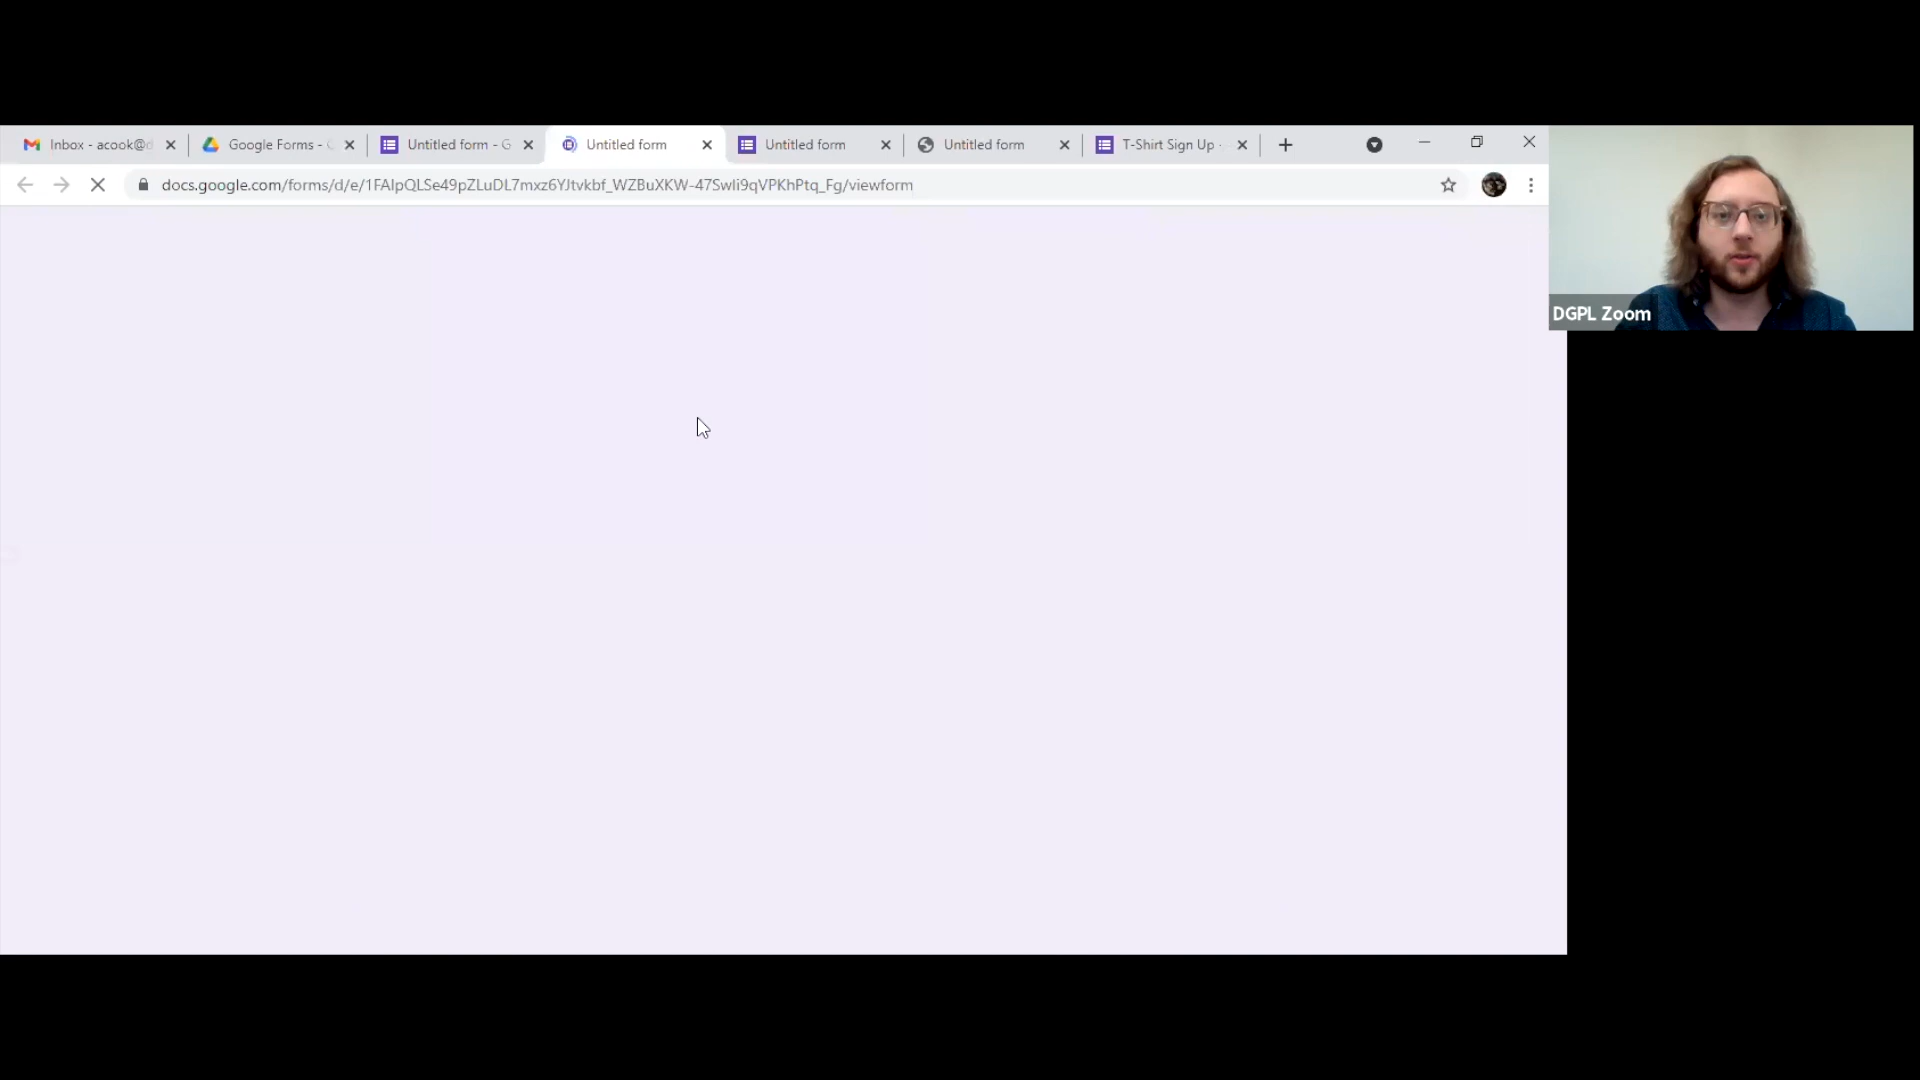 Inbox - acook@d
Google Forms - G
Untitled form - G
Untitled form
Untitled form
Untitled form
T-Shirt Sign Up -
docs.google.com/forms/d/e/1FAIpQLSe49pZLuDL7mxz6YJtvkbf_WZBuXKW-47SwIi9qVPKhPtq_Fg/viewform
DGPL Zoom